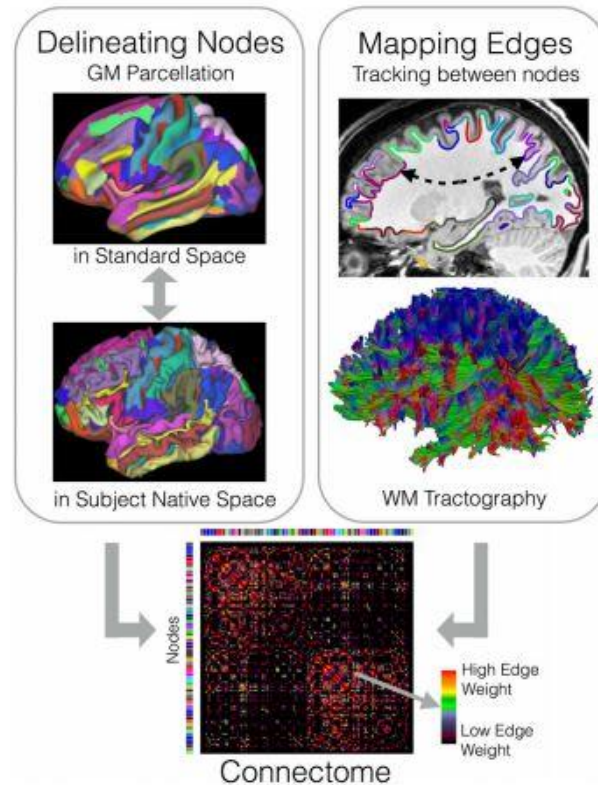 Delineating Nodes
GM Parcellation
in Standard Space
in Subject Native Space
Mapping Edges
Tracking between nodes
WM Tractography
Nodes
High Edge
Weight
Low Edge
Weight
Connectome